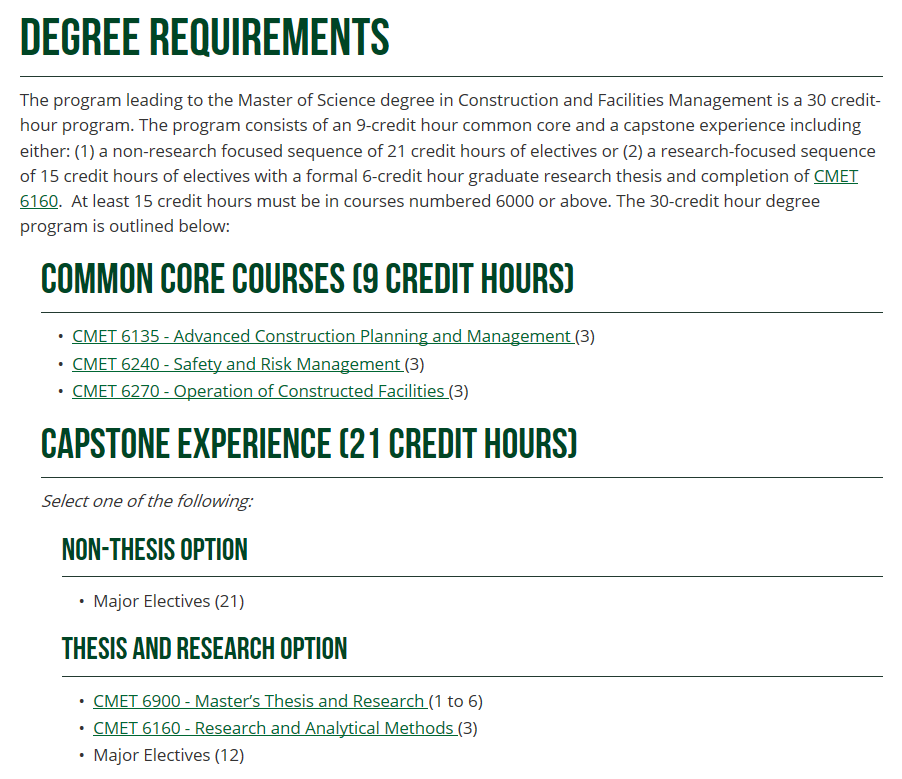 DEGREE REQUIREMENTS
The program leading to the Master of Science degree in Construction and Facilities Management is a 30 credit-
hour program. The program consists of an 9-credit hour common core and a capstone experience including
either: (1) a non-research focused sequence of 21 credit hours of electives or (2) a research-focused sequence
of 15 credit hours of electives with a formal 6-credit hour graduate research thesis and completion of CMET
6160.  At least 15 credit hours must be in courses numbered 6000 or above. The 30-credit hour degree
program is outlined below:
COMMON CORE COURSES (9 CREDIT HOURS)
• CMET 6135 - Advanced Construction Planning and Management (3)
• CMET 6240 - Safety and Risk Management (3)
• CMET 6270 - Operation of Constructed Facilities (3)
CAPSTONE EXPERIENCE (21 CREDIT HOURS)
Select one of the following:
NON-THESIS OPTION
• Major Electives (21)
THESIS AND RESEARCH OPTION
• CMET 6900 - Master’s Thesis and Research (1 to 6)
• CMET 6160 - Research and Analytical Methods (3)
• Major Electives (12)